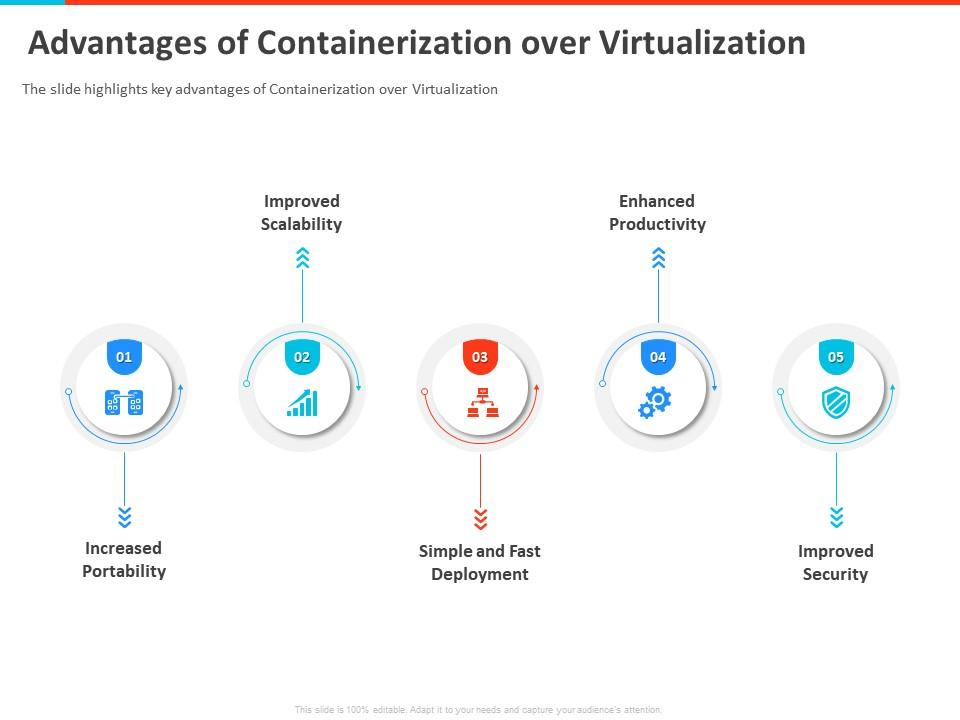 Advantages of Containerization over Virtualization
The slide highlights key advantages of Containerization over Virtualization
Improved
Scalability
Enhanced
Productivity
01
02
03
04
05
Increased
Portability
Simple and Fast
Deployment
Improved
Security
This slide is 100% editable. Adapt it to your needs and capture your audience's attention.